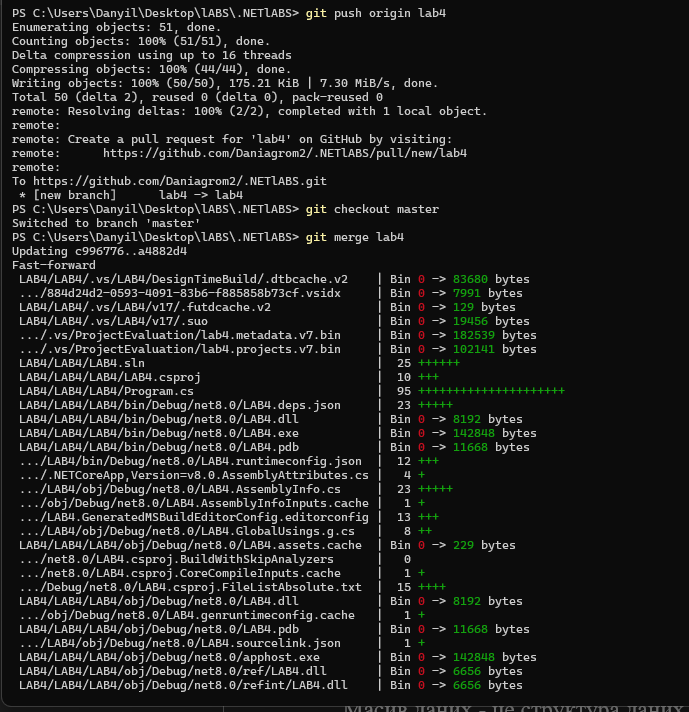 PS C:\Users\Danyil\Desktop\lABS\.NETlABS> git push origin lab4
Enumerating objects: 51, done.
Counting objects: 100% (51/51), done.
Delta compression using up to 16 threads
Compressing objects: 100% (44/44), done.
Writing objects: 100% (50/50), 175.21 KiB | 7.30 MiB/s, done.
Total 50 (delta 2), reused 0 (delta 0), pack-reused 0
remote: Resolving deltas: 100% (2/2), completed with 1 local object.
remote:
remote: Create a pull request for 'lab4' on GitHub by visiting:
remote:      https://github.com/Daniagrom2/.NETlABS/pull/new/lab4
remote:
To https://github.com/Daniagrom2/.NETlABS.git
 * [new branch]      lab4 -> lab4
PS C:\Users\Danyil\Desktop\lABS\.NETlABS> git checkout master
Switched to branch 'master'
PS C:\Users\Danyil\Desktop\lABS\.NETlABS> git merge lab4
Updating c996776..a4882d4
Fast-forward
 LAB4/LAB4/.vs/LAB4/DesignTimeBuild/.dtbcache.v2    | Bin 0 -> 83680 bytes
 .../884d24d2-0593-4091-83b6-f885858b73cf.vsidx     | Bin 0 -> 7991 bytes
 LAB4/LAB4/.vs/LAB4/v17/.futdcache.v2               | Bin 0 -> 129 bytes
 LAB4/LAB4/.vs/LAB4/v17/.suo                        | Bin 0 -> 19456 bytes
 .../.vs/ProjectEvaluation/lab4.metadata.v7.bin     | Bin 0 -> 182539 bytes
 .../.vs/ProjectEvaluation/lab4.projects.v7.bin     | Bin 0 -> 102141 bytes
 LAB4/LAB4/LAB4.sln                                 |  25 ++++++
 LAB4/LAB4/LAB4/LAB4.csproj                         |  10 +++
 LAB4/LAB4/LAB4/Program.cs                          |  95 +++++++++++++++++++++
 LAB4/LAB4/LAB4/bin/Debug/net8.0/LAB4.deps.json     |  23 +++++
 LAB4/LAB4/LAB4/bin/Debug/net8.0/LAB4.dll           | Bin 0 -> 8192 bytes
 LAB4/LAB4/LAB4/bin/Debug/net8.0/LAB4.exe           | Bin 0 -> 142848 bytes
 LAB4/LAB4/LAB4/bin/Debug/net8.0/LAB4.pdb           | Bin 0 -> 11668 bytes
 .../LAB4/bin/Debug/net8.0/LAB4.runtimeconfig.json  |  12 +++
 .../.NETCoreApp,Version=v8.0.AssemblyAttributes.cs |   4 +
 .../LAB4/obj/Debug/net8.0/LAB4.AssemblyInfo.cs     |  23 +++++
 .../obj/Debug/net8.0/LAB4.AssemblyInfoInputs.cache |   1 +
 .../LAB4.GeneratedMSBuildEditorConfig.editorconfig |  13 +++
 .../LAB4/obj/Debug/net8.0/LAB4.GlobalUsings.g.cs   |   8 ++
 LAB4/LAB4/LAB4/obj/Debug/net8.0/LAB4.assets.cache  | Bin 0 -> 229 bytes
 .../net8.0/LAB4.csproj.BuildWithSkipAnalyzers      |   0
 .../net8.0/LAB4.csproj.CoreCompileInputs.cache     |   1 +
 .../Debug/net8.0/LAB4.csproj.FileListAbsolute.txt  |  15 ++++
 LAB4/LAB4/LAB4/obj/Debug/net8.0/LAB4.dll           | Bin 0 -> 8192 bytes
 .../obj/Debug/net8.0/LAB4.genruntimeconfig.cache   |   1 +
 LAB4/LAB4/LAB4/obj/Debug/net8.0/LAB4.pdb           | Bin 0 -> 11668 bytes
 .../LAB4/obj/Debug/net8.0/LAB4.sourcelink.json     |   1 +
 LAB4/LAB4/LAB4/obj/Debug/net8.0/apphost.exe        | Bin 0 -> 142848 bytes
 LAB4/LAB4/LAB4/obj/Debug/net8.0/ref/LAB4.dll       | Bin 0 -> 6656 bytes
 LAB4/LAB4/LAB4/obj/Debug/net8.0/refint/LAB4.dll    | Bin 0 -> 6656 bytes
Масив даних - це структура даних